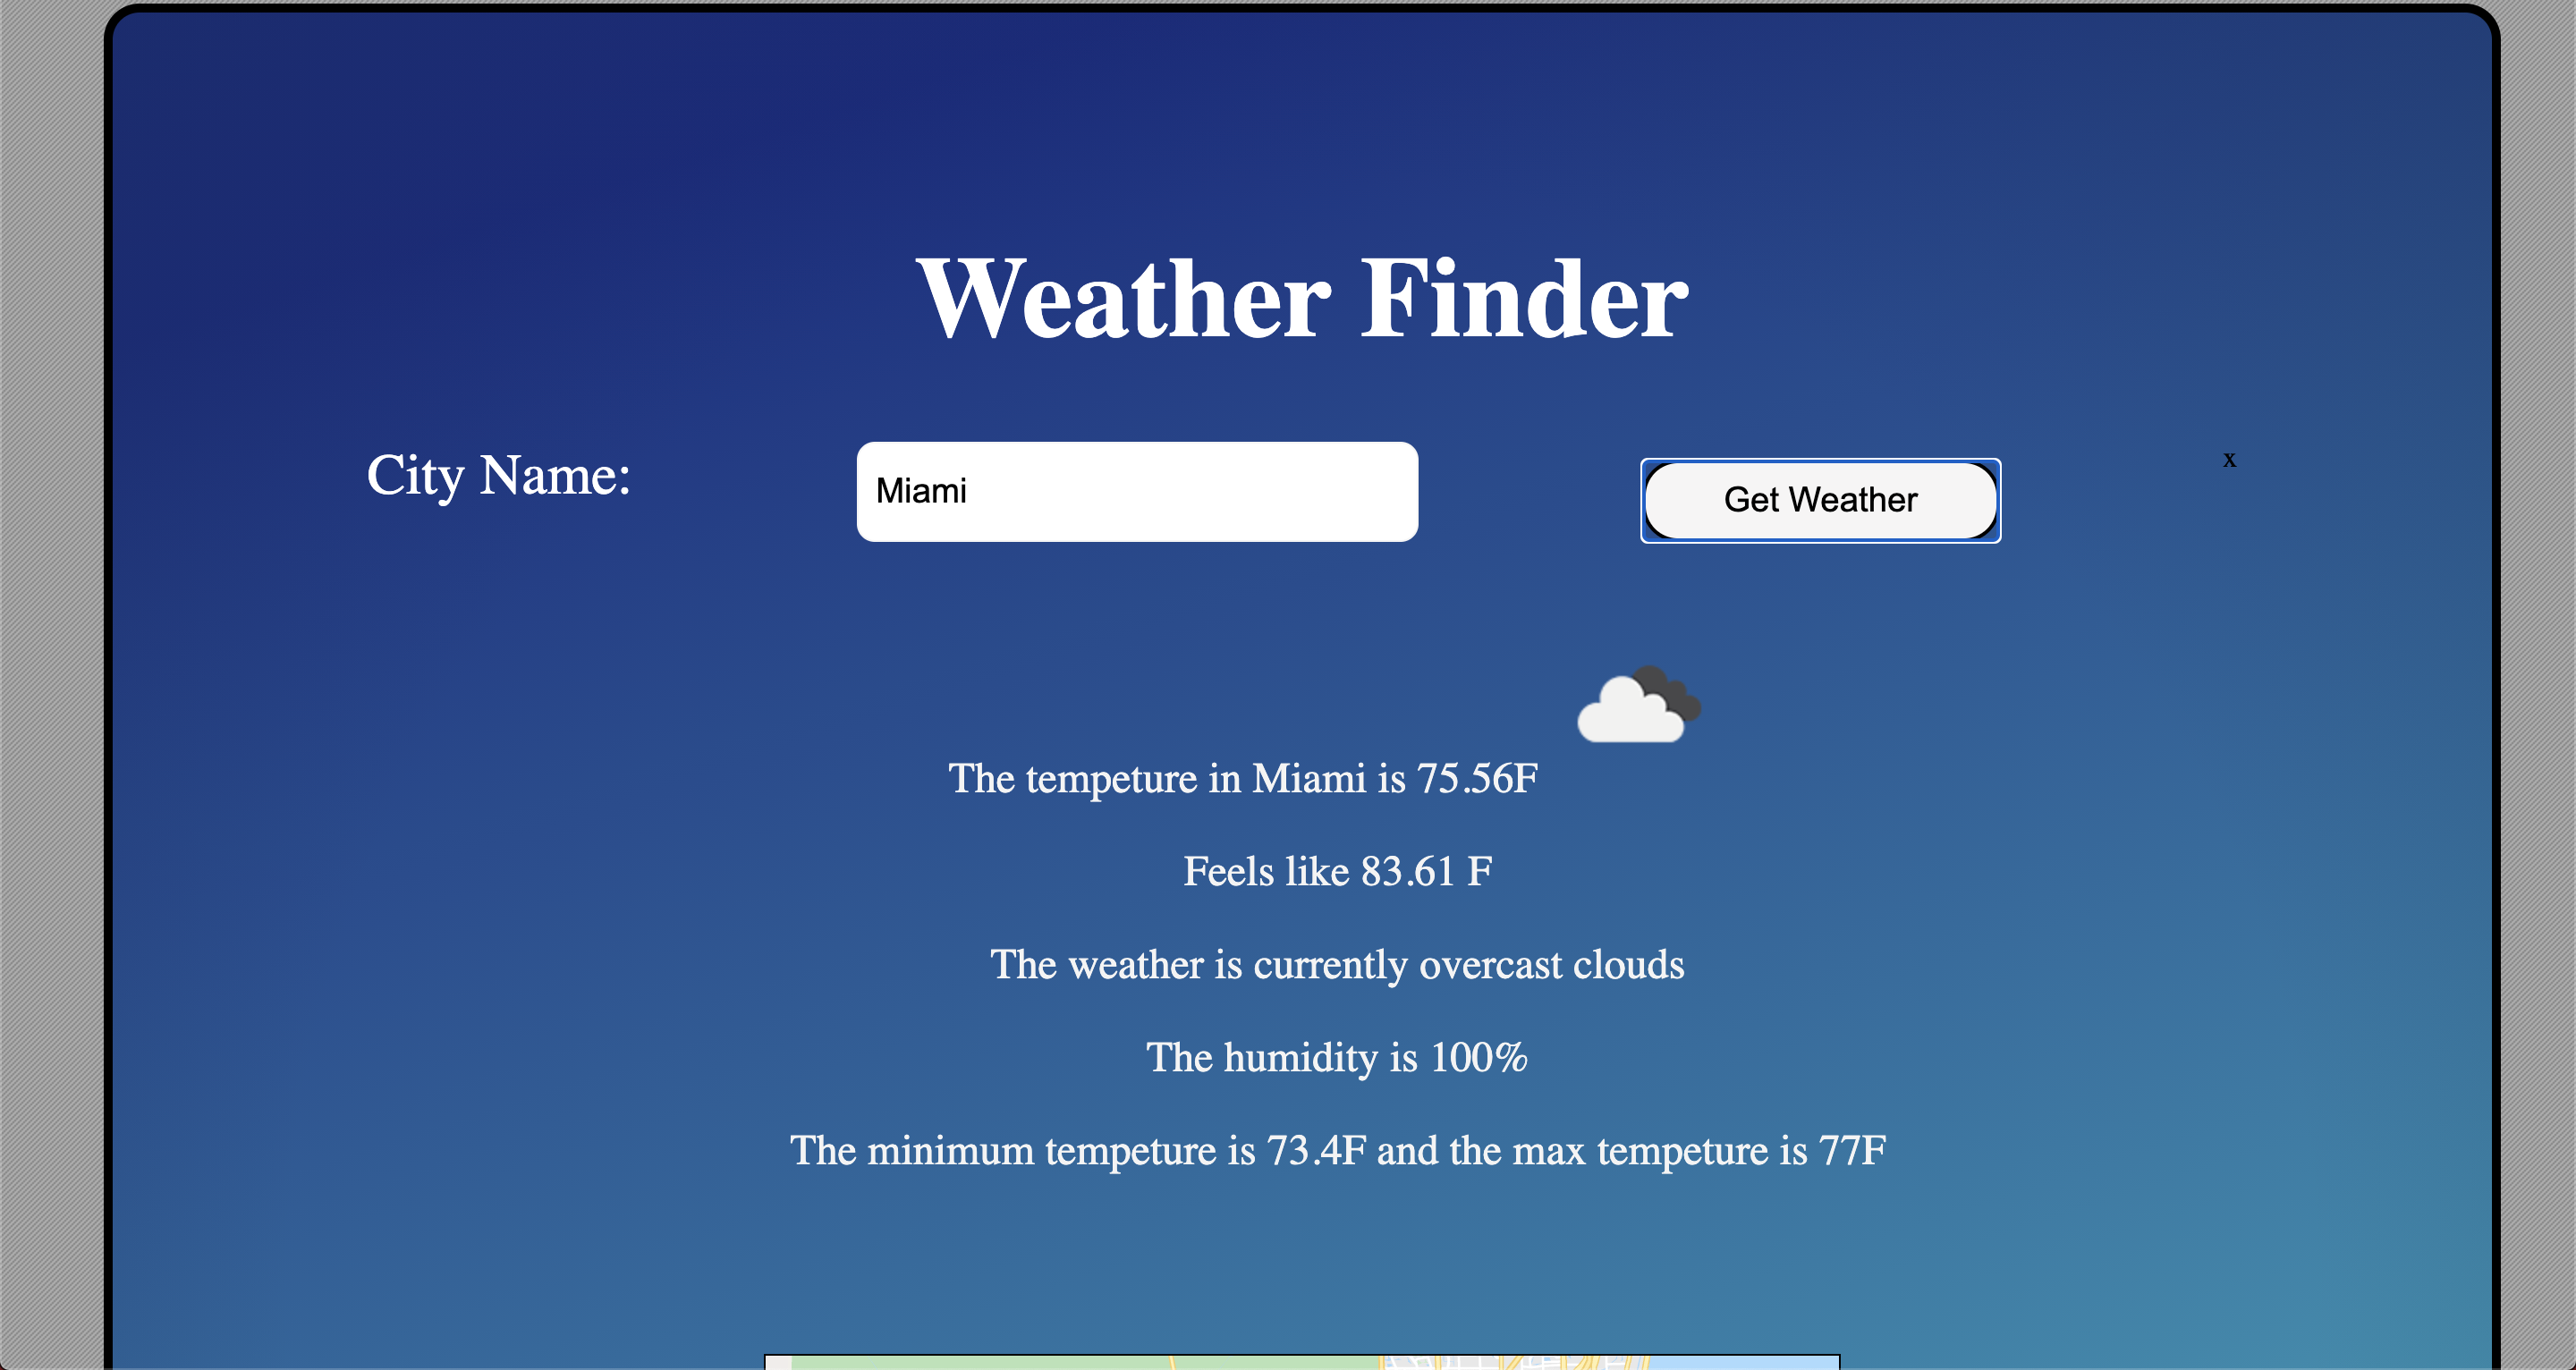 Weather Finder
City Name:
Miami
Get Weather
x
The tempeture in Miami is 75.56F
Feels like 83.61 F
The weather is currently overcast clouds
The humidity is 100%
The minimum tempeture is 73.4F and the max tempeture is 77F